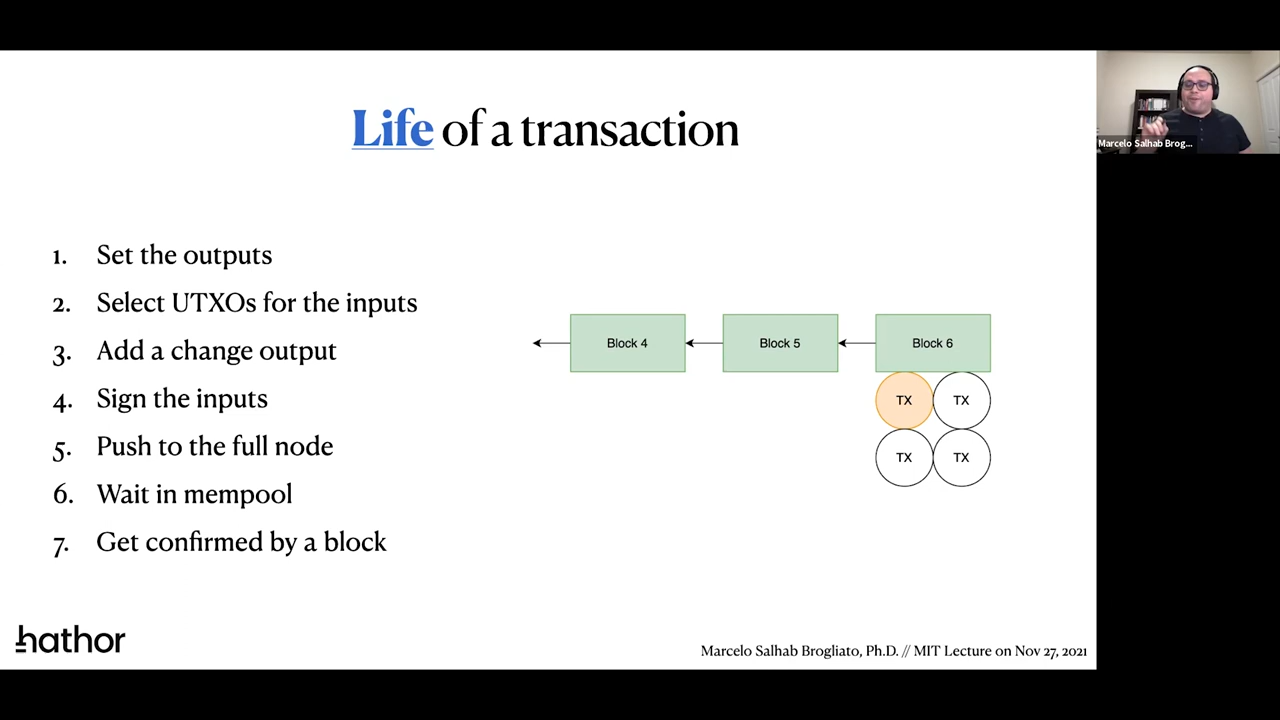 Life of a transaction
Marcelo Salhab Brog...
1. Set the outputs
2. Select UTXOs for the inputs
3. Add a change output
4. Sign the inputs
5. Push to the full node
6. Wait in mempool
7. Get confirmed by a block
Block 4
Block 5
Block 6
TX
TX
TX
TX
hathor
Marcelo Salhab Brogliato, Ph.D. // MIT Lecture on Nov 27, 2021